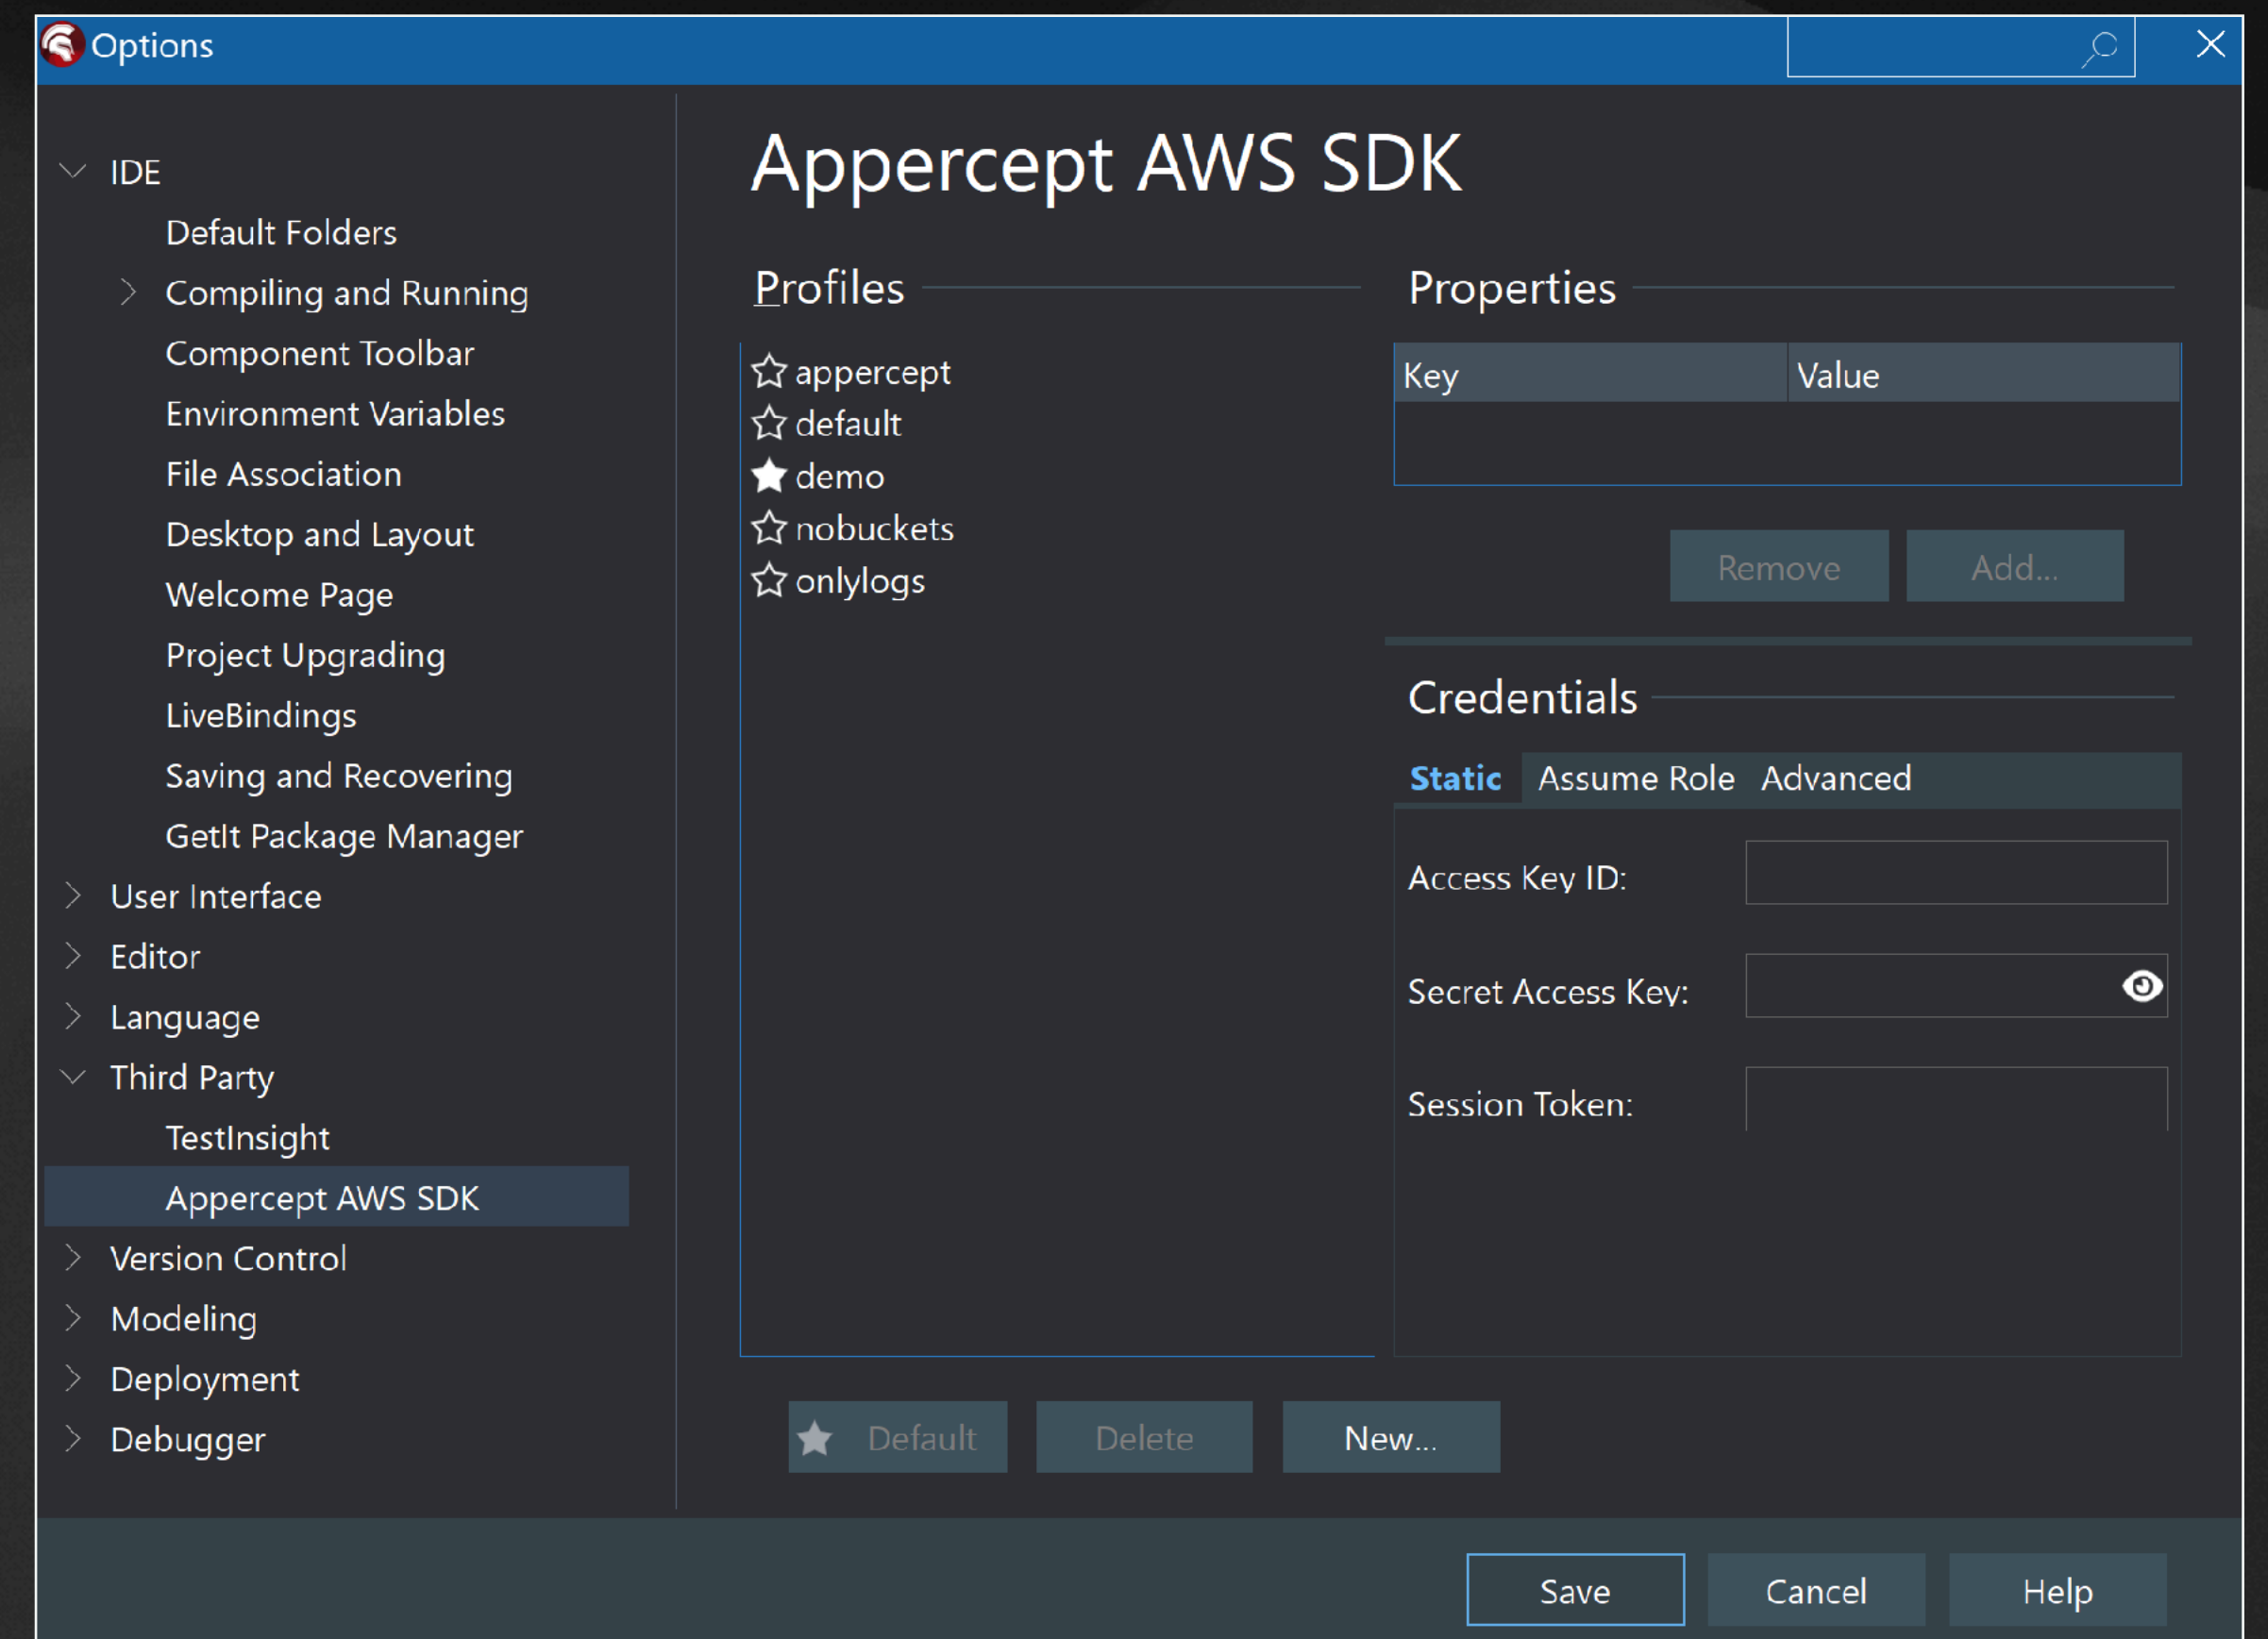 Options
IDE
Default Folders
Compiling and Running
Component Toolbar
Environment Variables
File Association
Desktop and Layout
Welcome Page
Project Upgrading
LiveBindings
Saving and Recovering
GetIt Package Manager
User Interface
Editor
Language
Third Party
TestInsight
Appercept AWS SDK
Version Control
Modeling
Deployment
Debugger
Appercept AWS SDK
Profiles
appercept
default
demo
nobuckets
onlylogs
Default Delete New...
Properties
Key Value
Remove Add...
Credentials
Static Assume Role Advanced
Access Key ID:
Secret Access Key:
Session Token:
Save Cancel Help